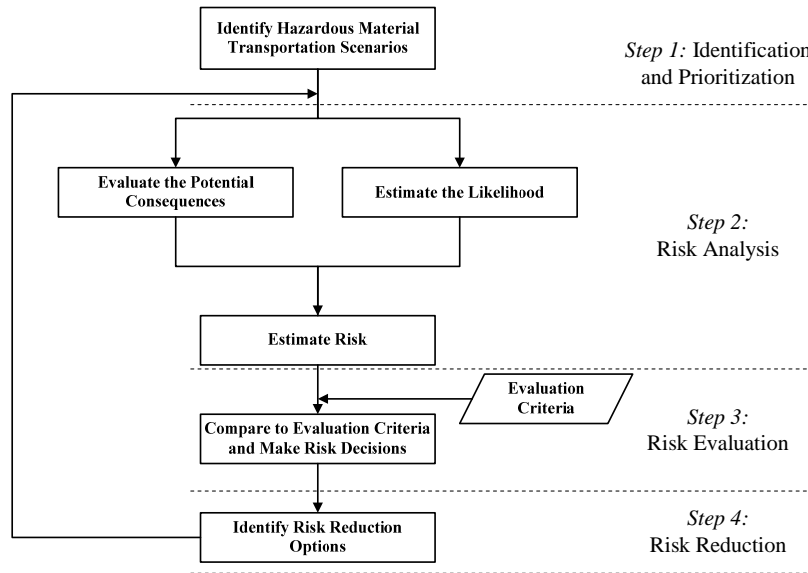 Identify Hazardous Material
Transportation Scenarios
Step 1: Identification
and Prioritization
Evaluate the Potential
Consequences
Estimate the Likelihood
Step 2:
Risk Analysis
Estimate Risk
Evaluation
Criteria
Compare to Evaluation Criteria
and Make Risk Decisions
Step 3:
Risk Evaluation
Identify Risk Reduction
Options
Step 4:
Risk Reduction